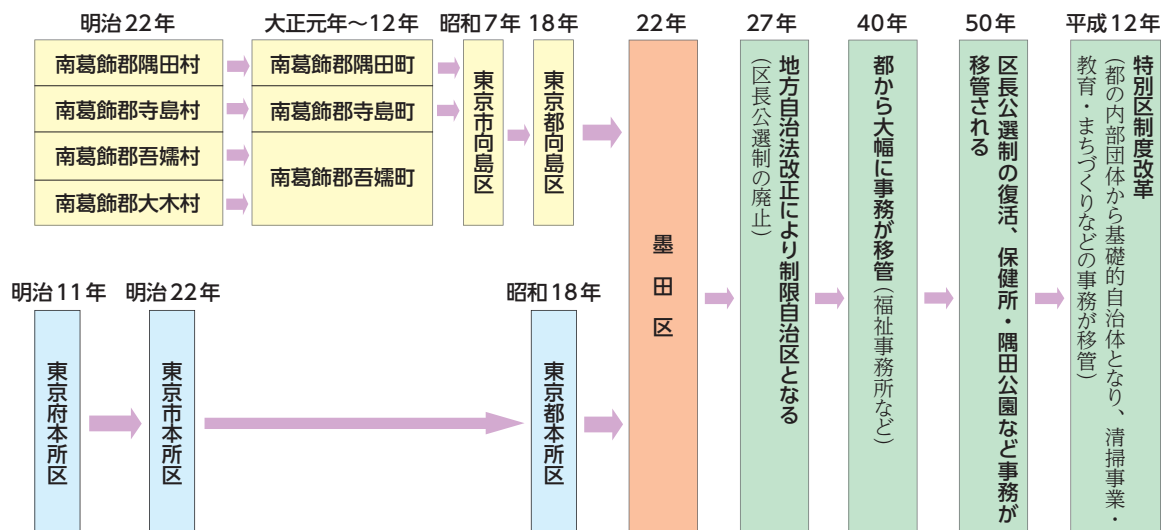 明治22年
大正元年～12年
昭和7年
18年
22年
27年
40年
50年
平成12年
南葛飾郡隅田村
南葛飾郡寺島村
南葛飾郡吾嬬村
南葛飾郡大木村
南葛飾郡隅田町
南葛飾郡寺島町
南葛飾郡吾嬬町
東京市向島区
東京都向島区
明治11年
明治22年
昭和18年
東京府本所区
東京市本所区
東京都本所区
墨田区
地方自治法改正により制限自治区となる
（区長公選制の廃止）
都から大幅に事務が移管（福祉事務所など）
区長公選制の復活、保健所・隅田公園など事務が
移管される
特別区制度改革
（都の内部団体から基礎的自治体となり、清掃事業・
教育・まちづくりなどの事務が移管）